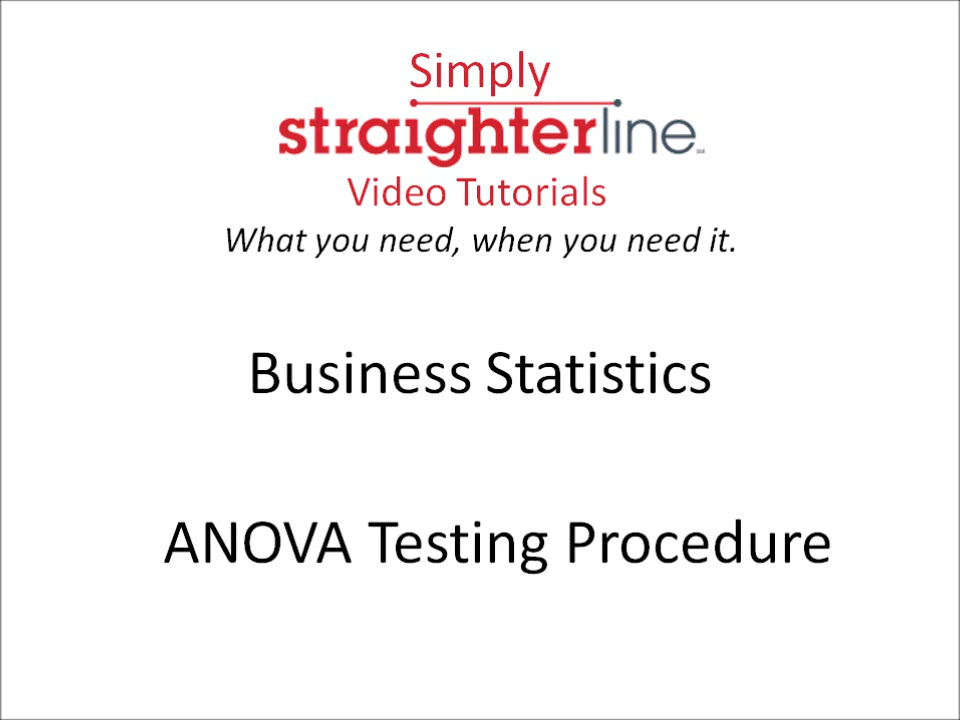 Simply
straighterline
Video Tutorials
What you need, when you need it.
Business Statistics
ANOVA Testing Procedure